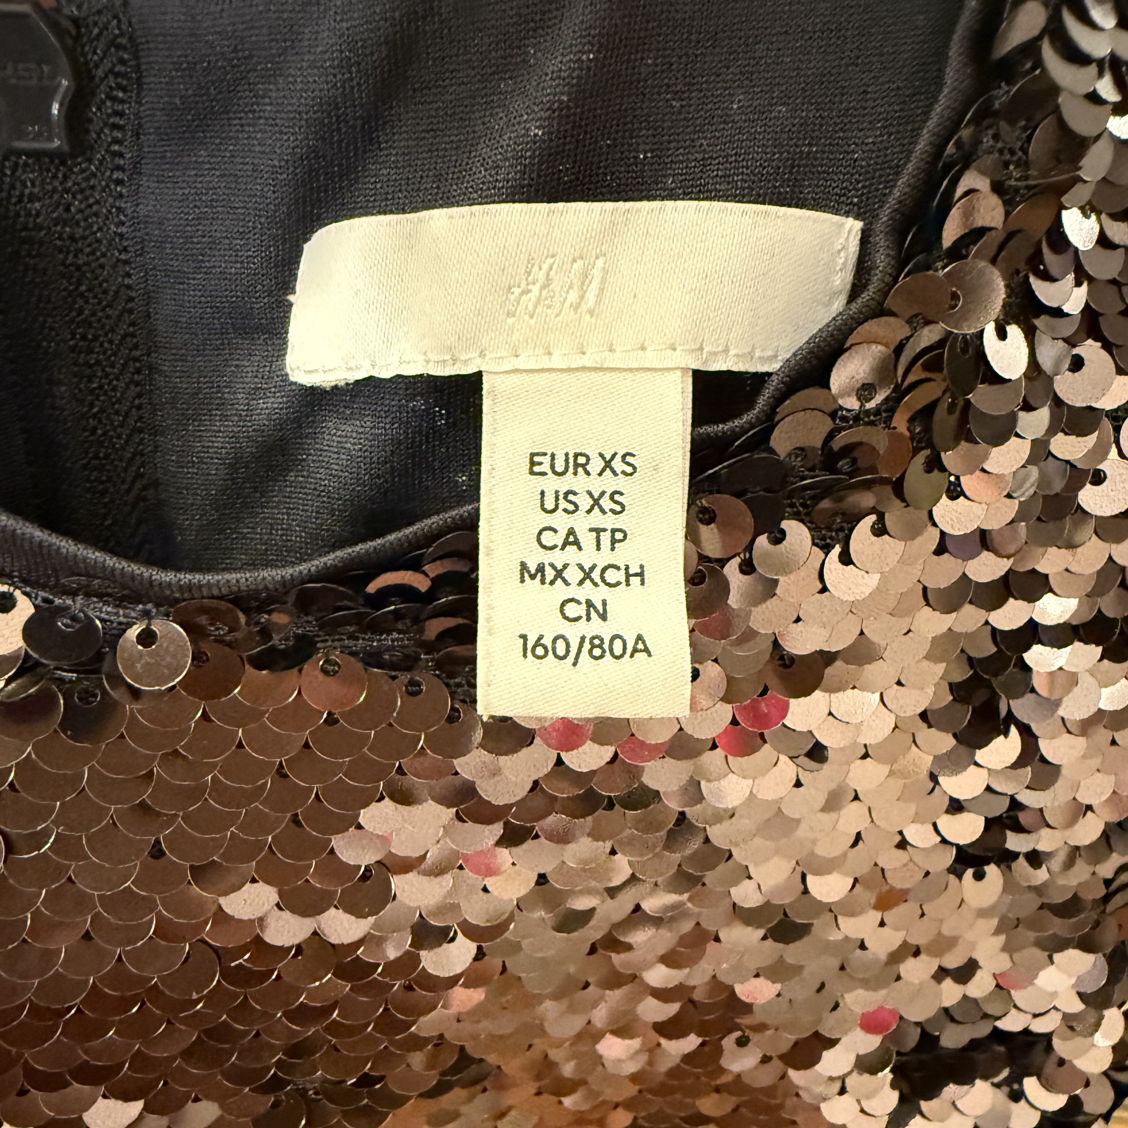 H&M
EUR XS
US XS
CA TP
MX XCH
CN
160/80A